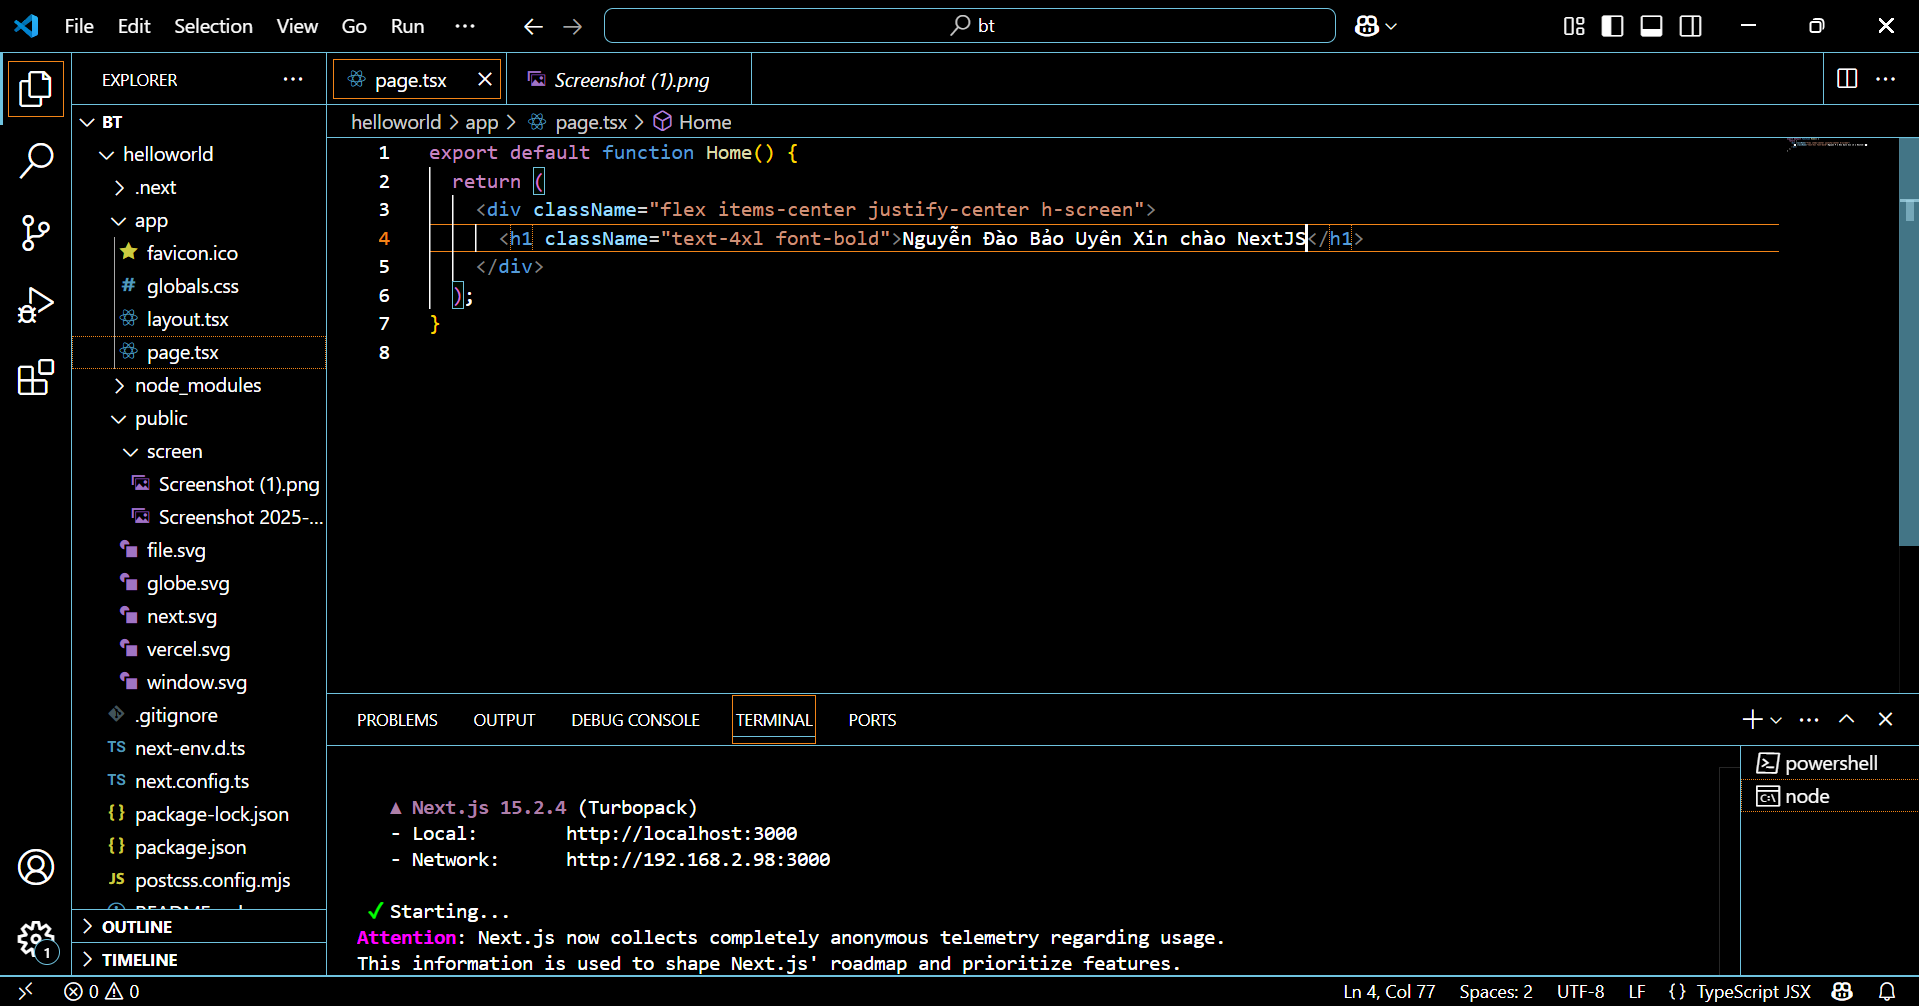 File Edit Selection View Go Run ··· bt
EXPLORER ···
page.tsx
Screenshot (1).png
BT
helloworld
.next
app
favicon.ico
# globals.css
layout.tsx
page.tsx
node_modules
public
screen
Screenshot (1).png
Screenshot 2025-...
file.svg
globe.svg
next.svg
vercel.svg
window.svg
.gitignore
TS next-env.d.ts
TS next.config.ts
{} package-lock.json
{} package.json
JS postcss.config.mjs
OUTLINE
TIMELINE
helloworld > app > page.tsx > Home
1 export default function Home() {
2 return (
3 <div className="flex items-center justify-center h-screen">
4 <h1 className="text-4xl font-bold">Nguyễn Đào Bảo Uyên Xin chào NextJS</h1>
5 </div>
6 );
7 }
8
PROBLEMS OUTPUT DEBUG CONSOLE TERMINAL PORTS
▲ Next.js 15.2.4 (Turbopack)
- Local: http://localhost:3000
- Network: http://192.168.2.98:3000
✓ Starting...
Attention: Next.js now collects completely anonymous telemetry regarding usage.
This information is used to shape Next.js' roadmap and prioritize features.
powershell
node
1
0 0
Ln 4, Col 77 Spaces: 2 UTF-8 LF {} TypeScript JSX